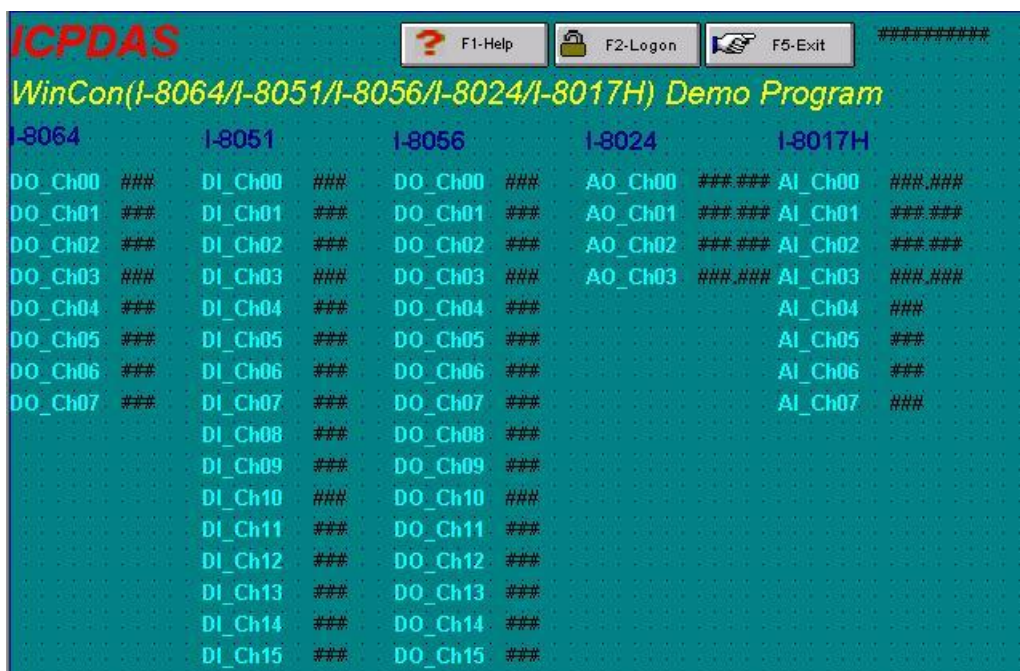 ICPDAS ? F1-Help F2-Logon F5-Exit ##########
WinCon(I-8064/I-8051/I-8056/I-8024/I-8017H) Demo Program
I-8064 I-8051 I-8056 I-8024 I-8017H
DO_Ch00 ### DI_Ch00 ### DO_Ch00 ### AO_Ch00 ###.### AI_Ch00 ###.###
DO_Ch01 ### DI_Ch01 ### DO_Ch01 ### AO_Ch01 ###.### AI_Ch01 ###.###
DO_Ch02 ### DI_Ch02 ### DO_Ch02 ### AO_Ch02 ###.### AI_Ch02 ###.###
DO_Ch03 ### DI_Ch03 ### DO_Ch03 ### AO_Ch03 ###.### AI_Ch03 ###.###
DO_Ch04 ### DI_Ch04 ### DO_Ch04 ### AI_Ch04 ###
DO_Ch05 ### DI_Ch05 ### DO_Ch05 ### AI_Ch05 ###
DO_Ch06 ### DI_Ch06 ### DO_Ch06 ### AI_Ch06 ###
DO_Ch07 ### DI_Ch07 ### DO_Ch07 ### AI_Ch07 ###
DI_Ch08 ### DO_Ch08 ###
DI_Ch09 ### DO_Ch09 ###
DI_Ch10 ### DO_Ch10 ###
DI_Ch11 ### DO_Ch11 ###
DI_Ch12 ### DO_Ch12 ###
DI_Ch13 ### DO_Ch13 ###
DI_Ch14 ### DO_Ch14 ###
DI_Ch15 ### DO_Ch15 ###